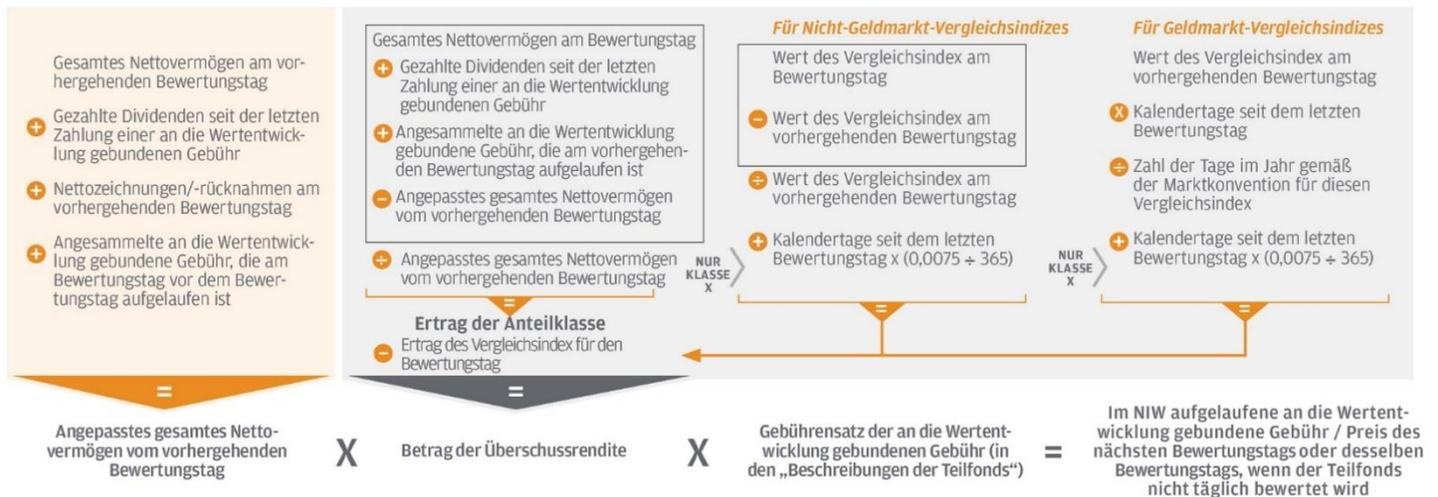 Gesamtes Nettovermögen am vor-
hergehenden Bewertungstag
+ Gezahlte Dividenden seit der letzten
Zahlung einer an die Wertentwick-
lung gebundenen Gebühr
+ Nettozeichnungen/-rücknahmen am
vorhergehenden Bewertungstag
+ Angesammelte an die Wertentwick-
lung gebundene Gebühr, die am
Bewertungstag vor dem Bewer-
tungstag aufgelaufen ist
=
Angepasstes gesamtes Netto-
vermögen vom vorhergehenden
Bewertungstag
X
Gesamtes Nettovermögen am Bewertungstag
+ Gezahlte Dividenden seit der letzten
Zahlung einer an die Wertentwicklung
gebundenen Gebühr
+ Angesammelte an die Wertentwicklung
gebundene Gebühr, die am vorhergehen-
den Bewertungstag aufgelaufen ist
− Angepasstes gesamtes Nettovermögen
vom vorhergehenden Bewertungstag
÷ Angepasstes gesamtes Nettovermögen
vom vorhergehenden Bewertungstag
=
Ertrag der Anteilklasse
− Ertrag des Vergleichsindex für den
Bewertungstag
=
Betrag der Überschussrendite
X
Für Nicht-Geldmarkt-Vergleichsindizes
Wert des Vergleichsindex am
Bewertungstag
− Wert des Vergleichsindex am
vorhergehenden Bewertungstag
÷ Wert des Vergleichsindex am
vorhergehenden Bewertungstag
NUR
KLASSE
X
+ Kalendertage seit dem letzten
Bewertungstag x (0,0075 ÷ 365)
=
Für Geldmarkt-Vergleichsindizes
Wert des Vergleichsindex am
vorhergehenden Bewertungstag
X Kalendertage seit dem letzten
Bewertungstag
÷ Zahl der Tage im Jahr gemäß
der Marktkonvention für diesen
Vergleichsindex
NUR
KLASSE
X
+ Kalendertage seit dem letzten
Bewertungstag x (0,0075 ÷ 365)
=
Gebührensatz der an die Wertent-
wicklung gebundenen Gebühr (in
den „Beschreibungen der Teilfonds“)
=
Im NIW aufgelaufene an die Wertent-
wicklung gebundene Gebühr / Preis des
nächsten Bewertungstags oder desselben
Bewertungstags, wenn der Teilfonds
nicht täglich bewertet wird